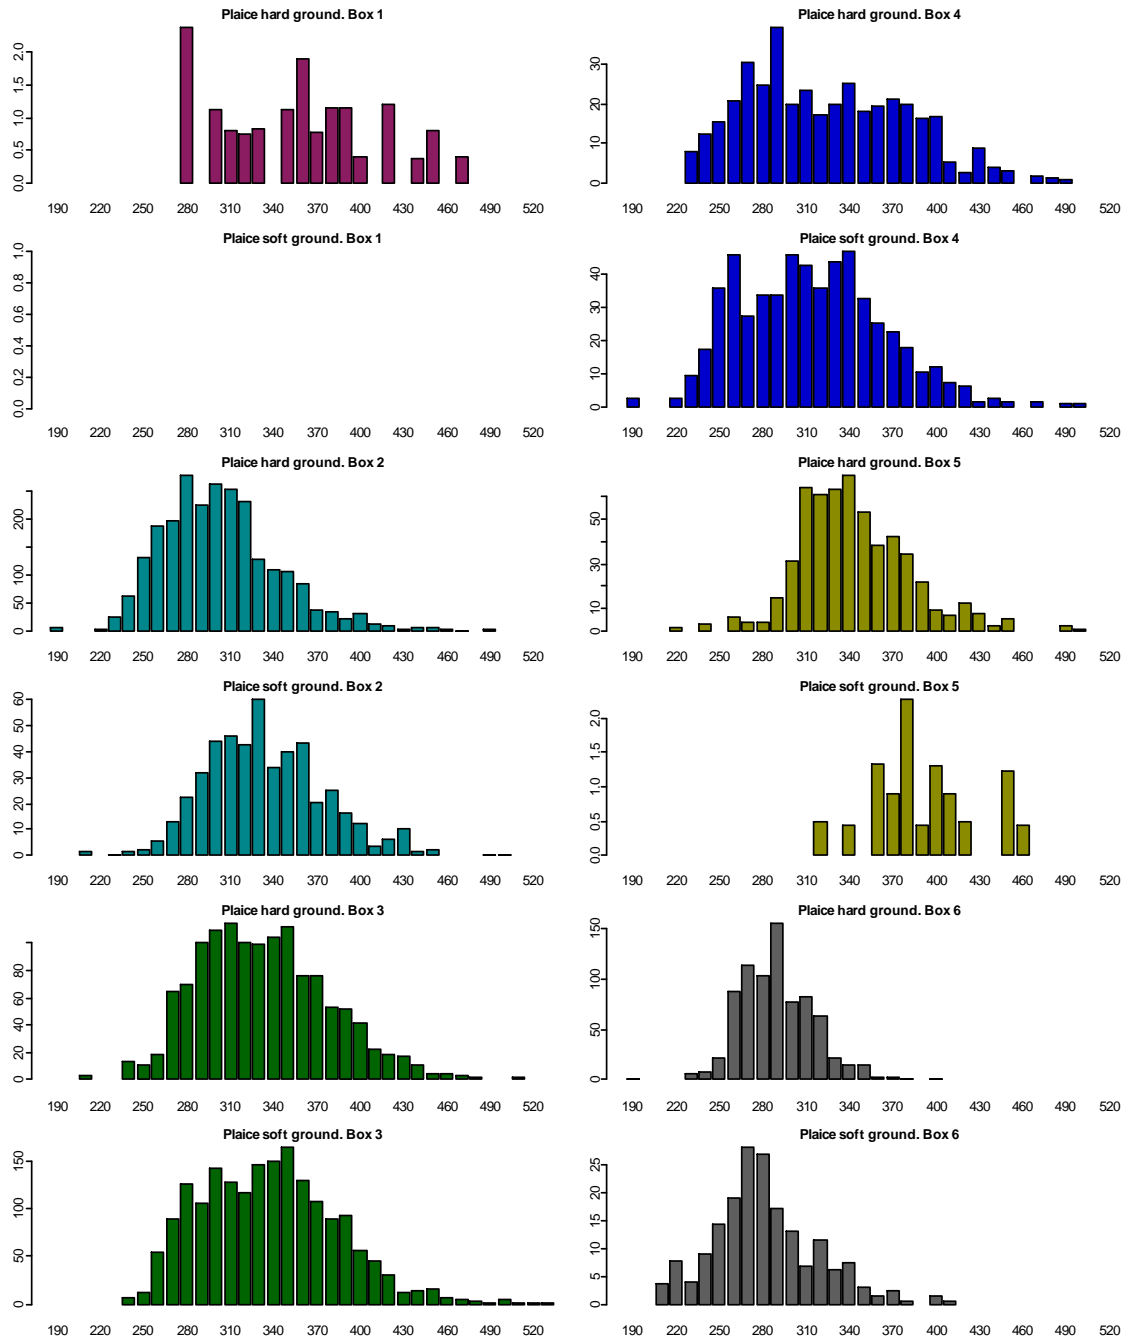 Plaice hard ground. Box 1
0.0 0.5 1.0 1.5 2.0
190 220 250 280 310 340 370 400 430 460 490 520
Plaice soft ground. Box 1
0.0 0.2 0.4 0.6 0.8 1.0
190 220 250 280 310 340 370 400 430 460 490 520
Plaice hard ground. Box 2
0 50 100 200
190 220 250 280 310 340 370 400 430 460 490 520
Plaice soft ground. Box 2
0 10 20 30 40 50 60
190 220 250 280 310 340 370 400 430 460 490 520
Plaice hard ground. Box 3
0 20 40 60 80
190 220 250 280 310 340 370 400 430 460 490 520
Plaice soft ground. Box 3
0 50 100 150
190 220 250 280 310 340 370 400 430 460 490 520
Plaice hard ground. Box 4
0 10 20 30
190 220 250 280 310 340 370 400 430 460 490 520
Plaice soft ground. Box 4
0 10 20 30 40
190 220 250 280 310 340 370 400 430 460 490 520
Plaice hard ground. Box 5
0 10 30 50
190 220 250 280 310 340 370 400 430 460 490 520
Plaice soft ground. Box 5
0.0 0.5 1.0 1.5 2.0
190 220 250 280 310 340 370 400 430 460 490 520
Plaice hard ground. Box 6
0 50 100 150
190 220 250 280 310 340 370 400 430 460 490 520
Plaice soft ground. Box 6
0 5 10 15 20 25
190 220 250 280 310 340 370 400 430 460 490 520